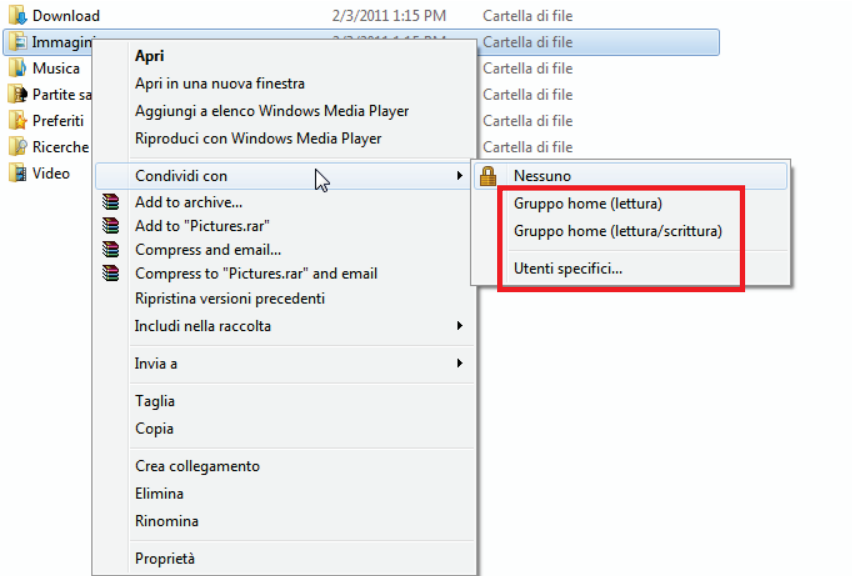 Download 2/3/2011 1:15 PM Cartella di file
Immagini Cartella di file
Musica Cartella di file
Partite sa Cartella di file
Preferiti Cartella di file
Ricerche Cartella di file
Video
Apri
Apri in una nuova finestra
Aggiungi a elenco Windows Media Player
Riproduci con Windows Media Player
Condividi con
Nessuno
Gruppo home (lettura)
Gruppo home (lettura/scrittura)
Utenti specifici...
Add to archive...
Add to "Pictures.rar"
Compress and email...
Compress to "Pictures.rar" and email
Ripristina versioni precedenti
Includi nella raccolta
Invia a
Taglia
Copia
Crea collegamento
Elimina
Rinomina
Proprietà